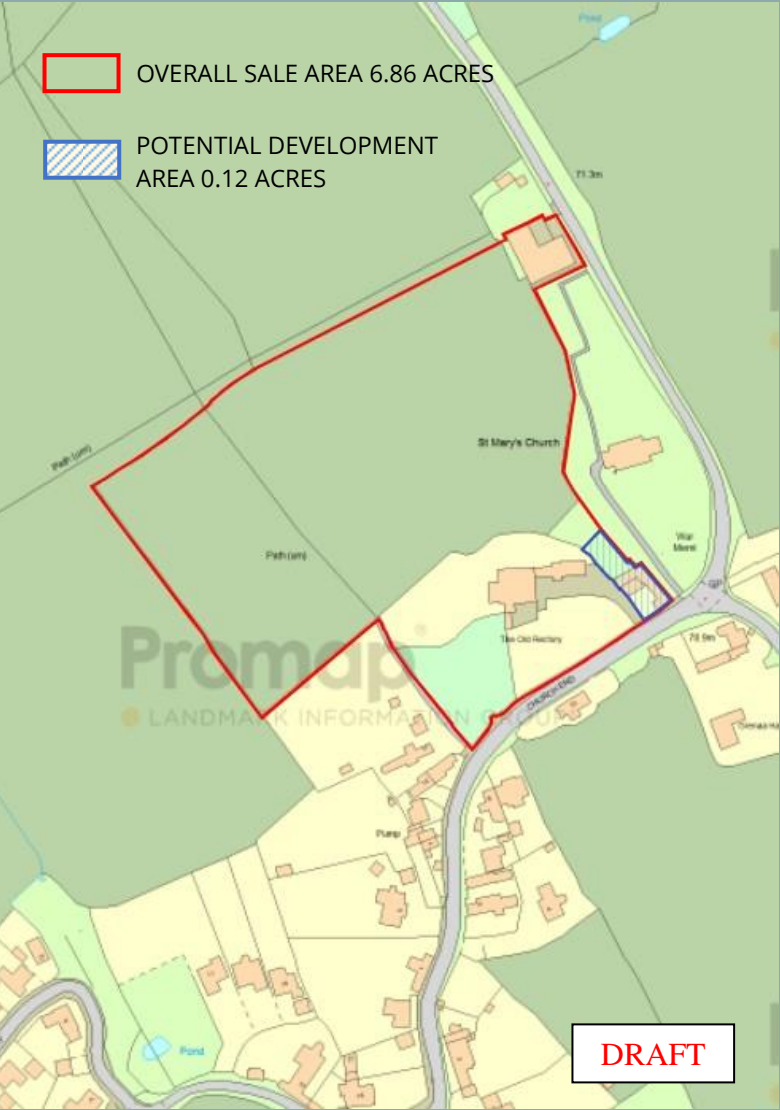 Pond
OVERALL SALE AREA 6.86 ACRES
POTENTIAL DEVELOPMENT
AREA 0.12 ACRES
71.3m
St Mary's Church
Path (um)
War
Meml
Path (um)
GP
The Old Rectory
78.9m
Promap
CHURCH END
LANDMARK INFORMATION GROUP
Pump
DRAFT
Pond